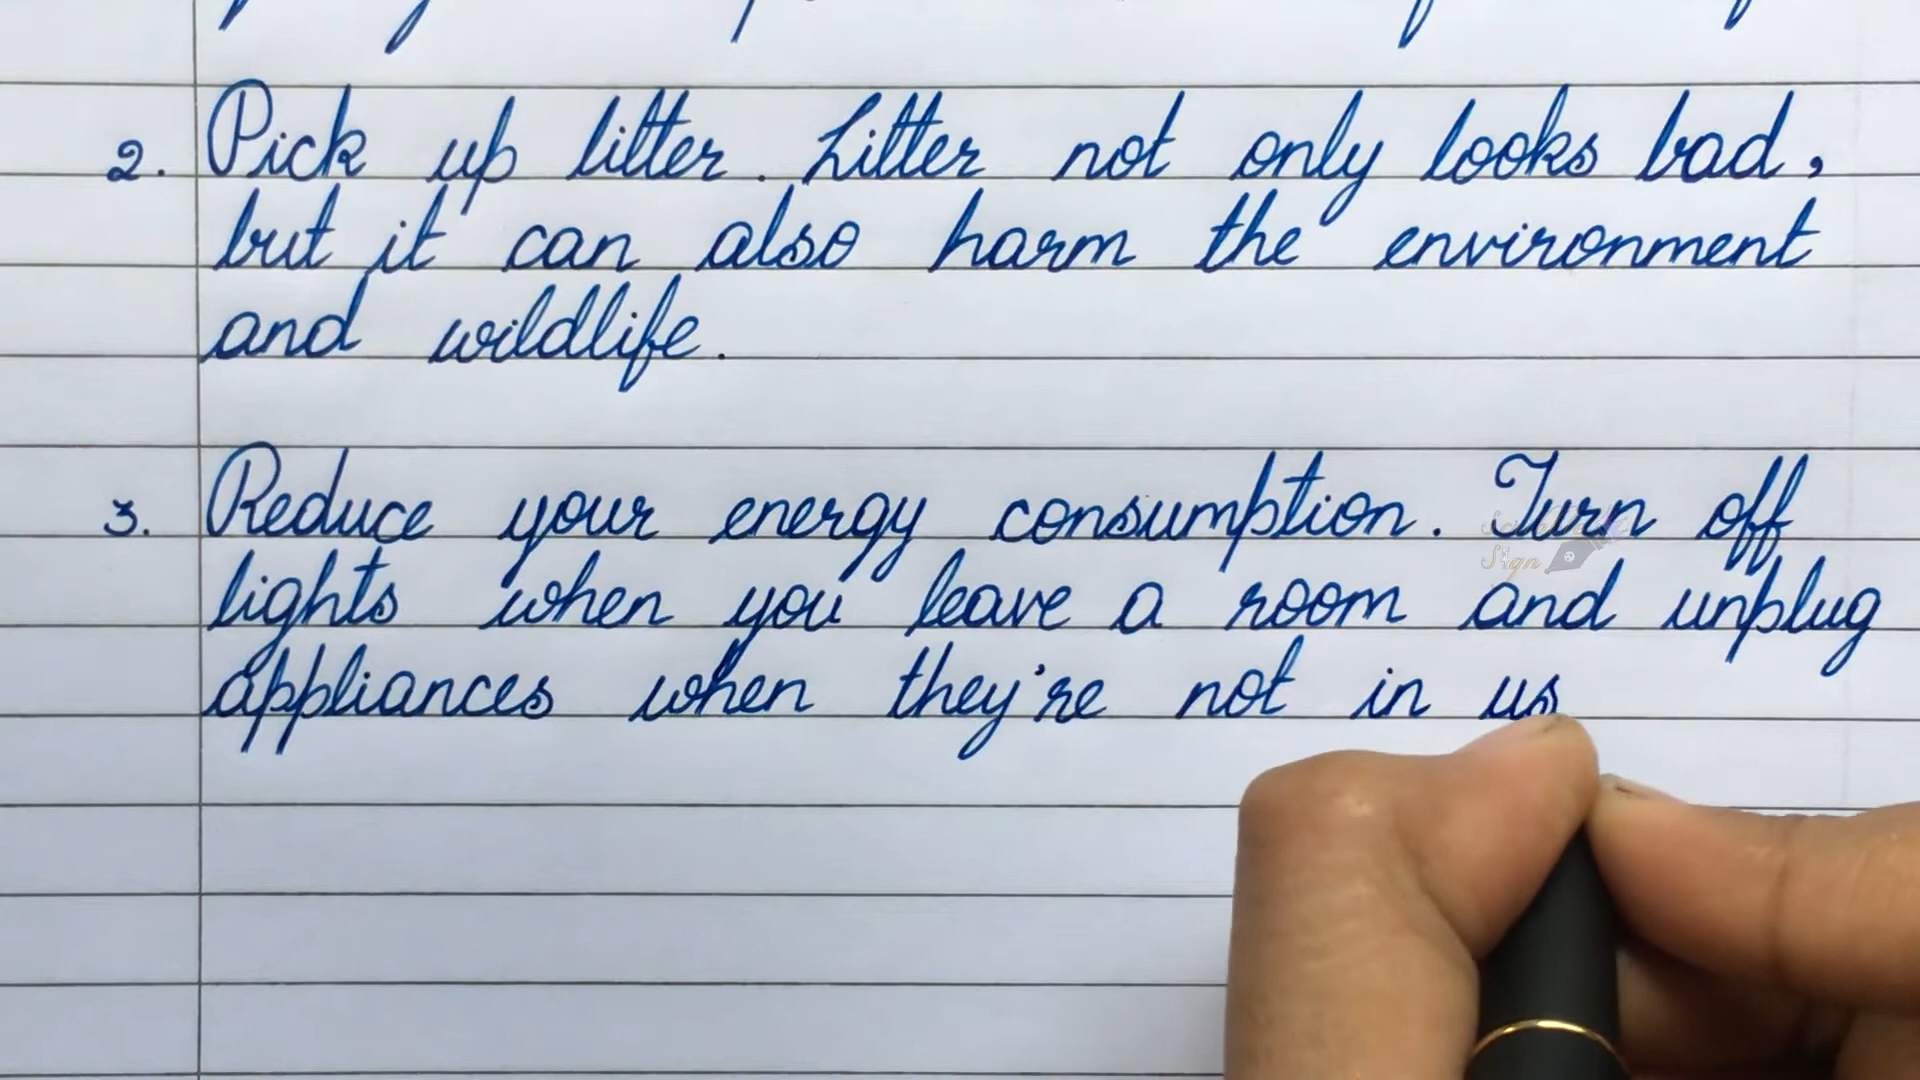 2. Pick up litter. Litter not only looks bad,
but it can also harm the environment
and wildlife.
3. Reduce your energy consumption. Turn off
lights when you leave a room and unplug
appliances when they're not in us
Sign